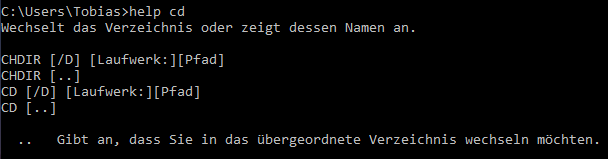 C:\Users\Tobias>help cd
Wechselt das Verzeichnis oder zeigt dessen Namen an.
CHDIR [/D] [Laufwerk:][Pfad]
CHDIR [..]
CD [/D] [Laufwerk:][Pfad]
CD [..]
.. Gibt an, dass Sie in das übergeordnete Verzeichnis wechseln möchten.